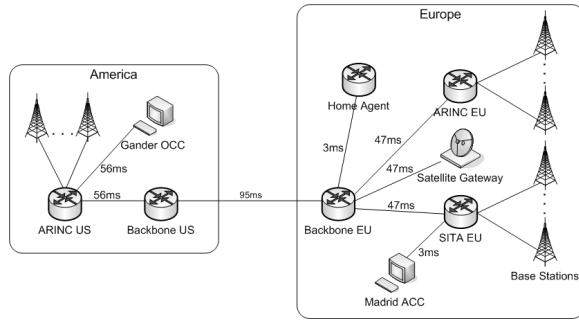 Europe
America
Gander OCC
Home Agent
ARINC EU
56ms
3ms
47ms
47ms
Satellite Gateway
56ms
95ms
47ms
ARINC US
Backbone US
Backbone EU
SITA EU
3ms
Madrid ACC
Base Stations